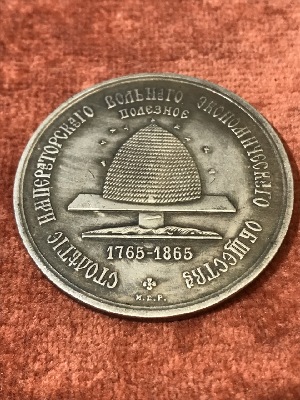 СТОЛѢТІЕ ИМПЕРАТОРСКАГО ВОЛЬНАГО ЭКОНОМИЧЕСКАГО ОБЩЕСТВА
ПОЛЕЗНОЕ
1765-1865